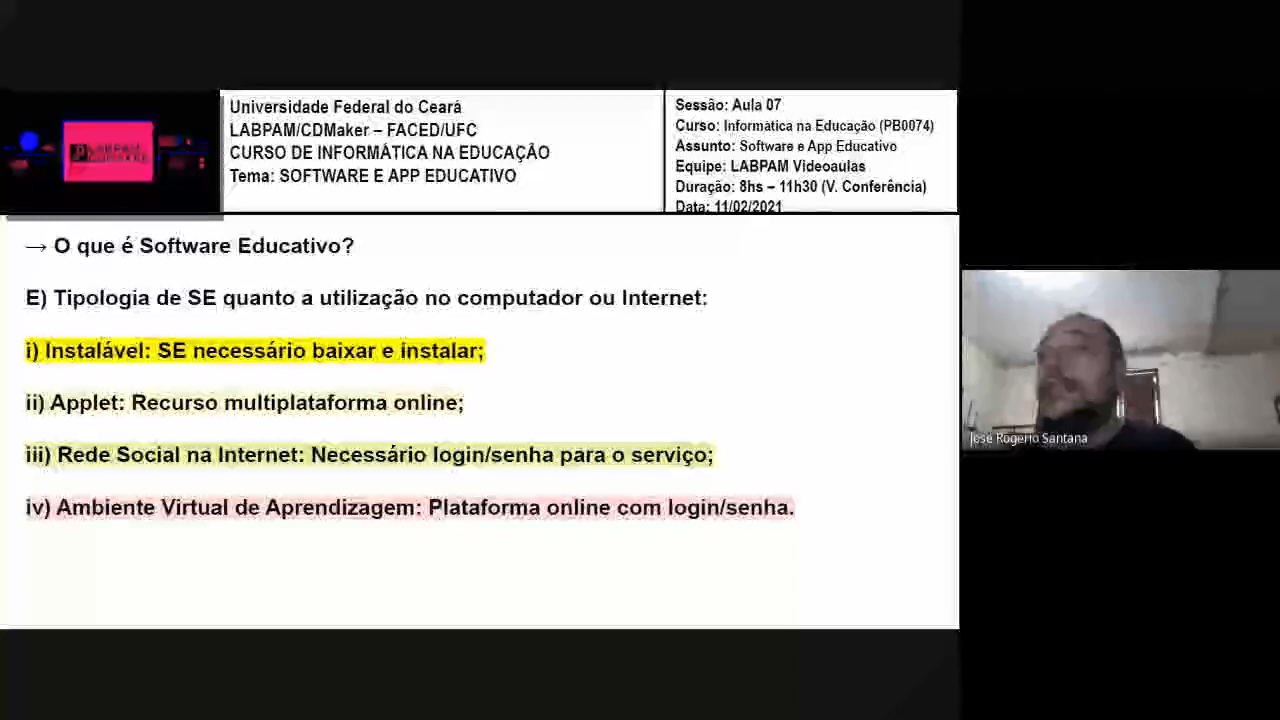 Universidade Federal do Ceará
LABPAM/CDMaker – FACED/UFC
CURSO DE INFORMÁTICA NA EDUCAÇÃO
Tema: SOFTWARE E APP EDUCATIVO
Sessão: Aula 07
Curso: Informática na Educação (PB0074)
Assunto: Software e App Educativo
Equipe: LABPAM Videoaulas
Duração: 8hs – 11h30 (V. Conferência)
Data: 11/02/2021
→ O que é Software Educativo?
E) Tipologia de SE quanto a utilização no computador ou Internet:
i) Instalável: SE necessário baixar e instalar;
ii) Applet: Recurso multiplataforma online;
iii) Rede Social na Internet: Necessário login/senha para o serviço;
iv) Ambiente Virtual de Aprendizagem: Plataforma online com login/senha.
José Rogério Santana